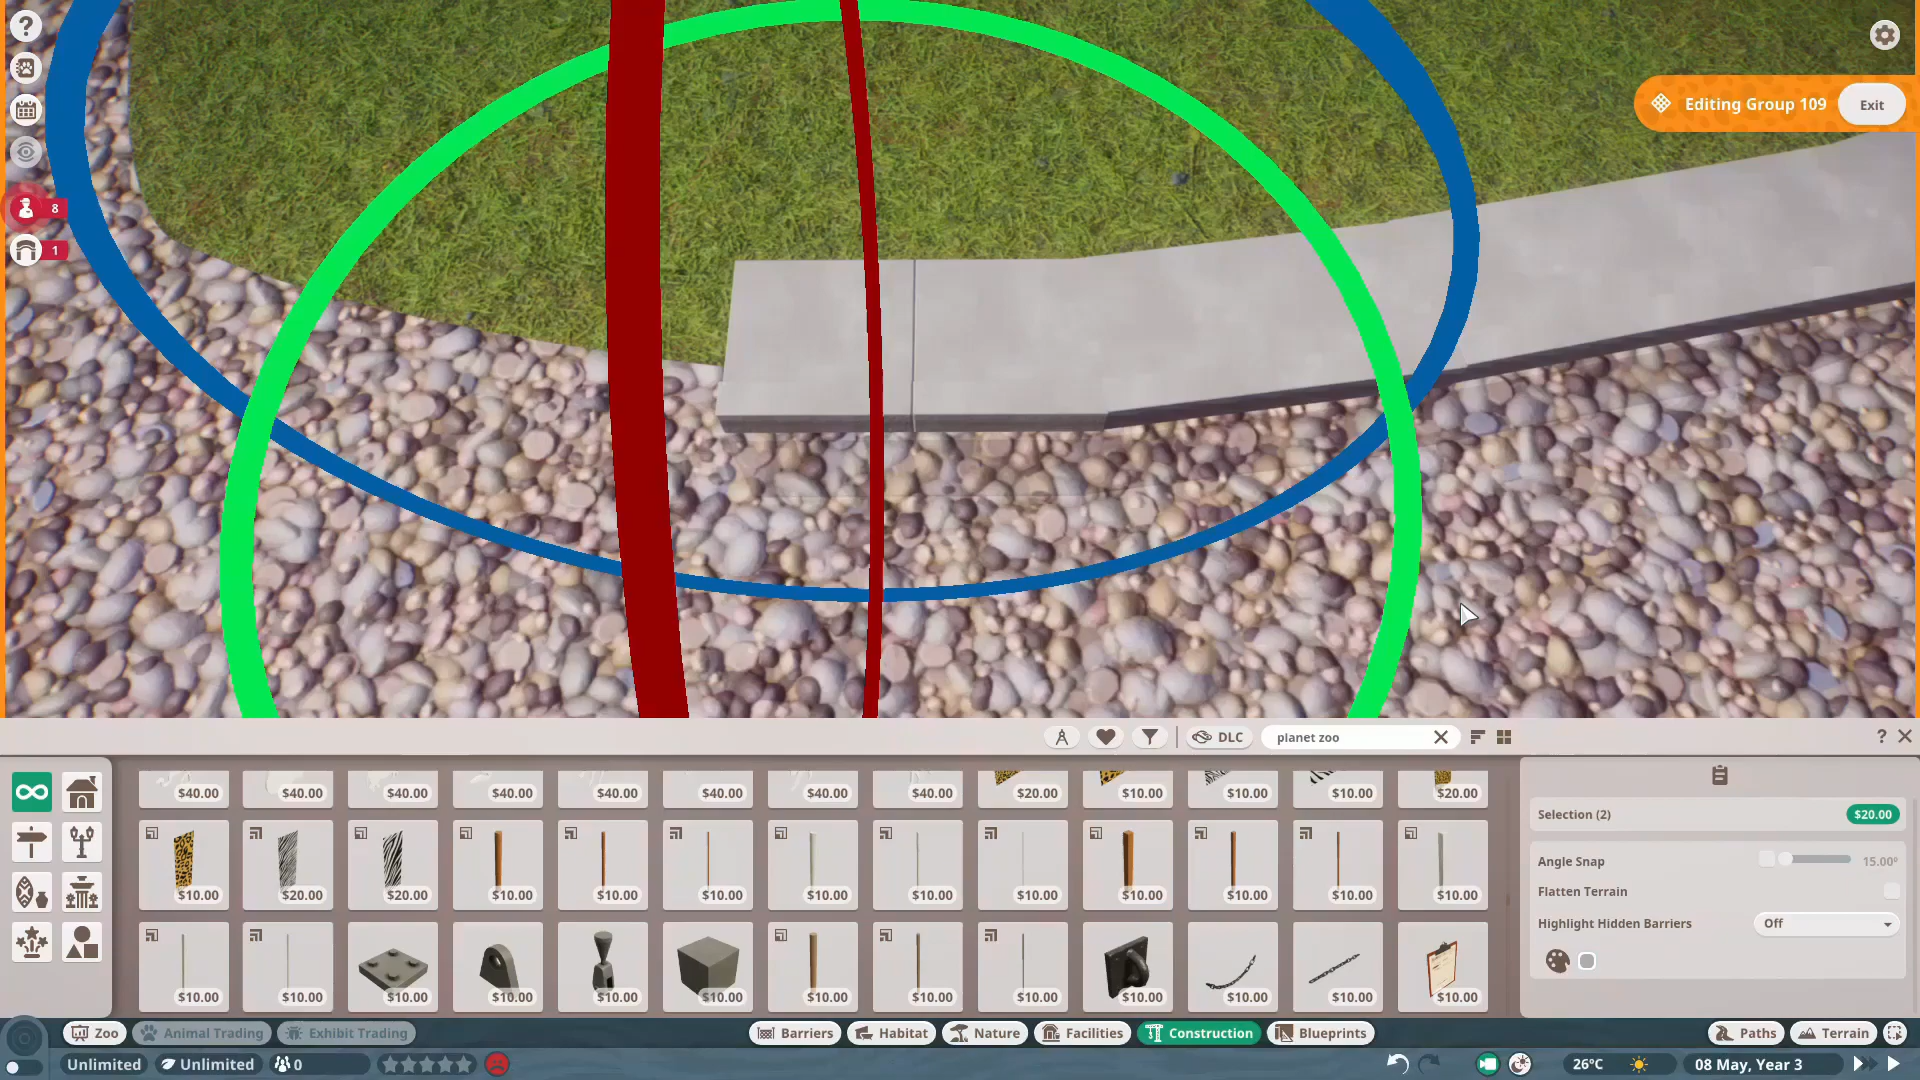 ?
Editing Group 109
Exit
8
1
DLC
planet zoo
?
$40.00 $40.00 $40.00 $40.00 $40.00 $40.00 $40.00 $40.00 $20.00 $10.00 $10.00 $10.00 $20.00
$10.00 $20.00 $20.00 $10.00 $10.00 $10.00 $10.00 $10.00 $10.00 $10.00 $10.00 $10.00 $10.00
$10.00 $10.00 $10.00 $10.00 $10.00 $10.00 $10.00 $10.00 $10.00 $10.00 $10.00 $10.00 $10.00
Selection (2)
$20.00
Angle Snap
15.00°
Flatten Terrain
Highlight Hidden Barriers
Off
Zoo
Animal Trading
Exhibit Trading
Barriers
Habitat
Nature
Facilities
Construction
Blueprints
Paths
Terrain
Unlimited
Unlimited
0
26°C
08 May, Year 3